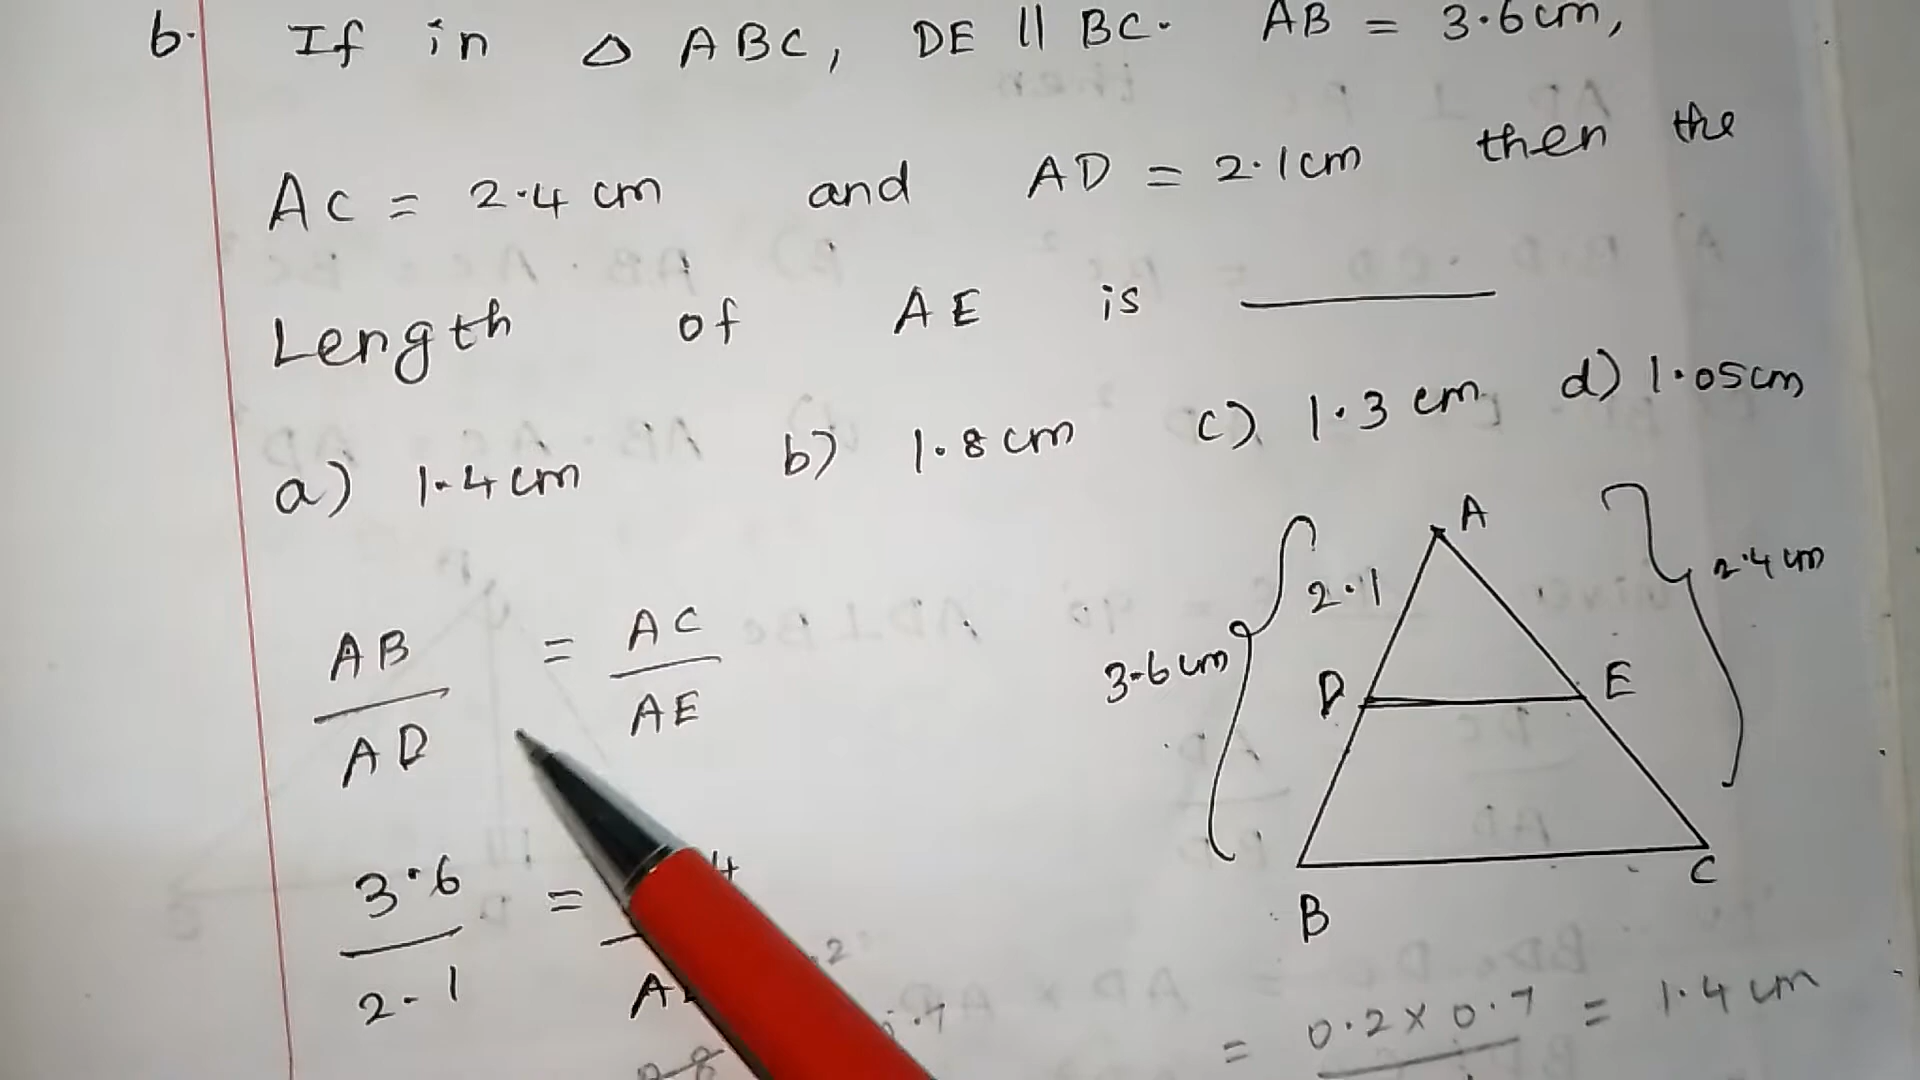 6. If in △ ABC, DE || BC. AB = 3.6cm,
AC = 2.4 cm and AD = 2.1cm then the
Length of AE is ______
a) 1.4cm b) 1.8cm c) 1.3 cm, d) 1.05cm
AB/AD = AC/AE
3.6/2.1 =
A
2.1
2.4cm
3.6cm
D E
B C
= 0.2 x 0.7 = 1.4cm